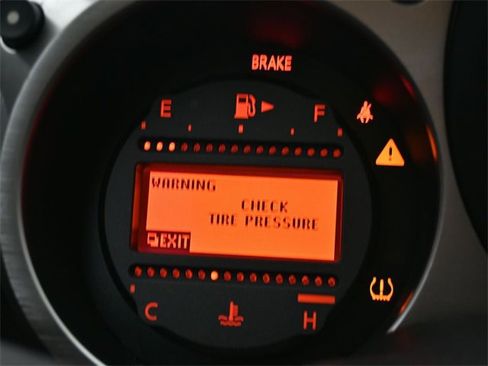 BRAKE
E F
WARNING
CHECK
TIRE PRESSURE
EXIT
C H